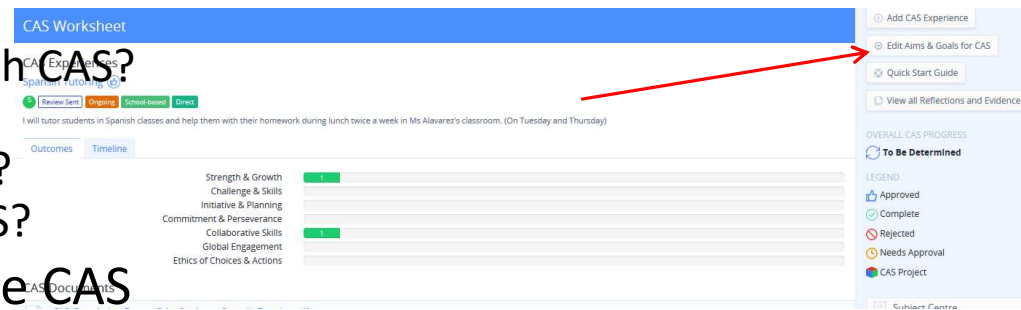 CAS Worksheet
h CAS?
CAS Experiences
Spanish Tutoring
S Review Sent Ongoing School-based Direct
I will tutor students in Spanish classes and help them with their homework during lunch twice a week in Ms Alavarez's classroom. (On Tuesday and Thursday)
?
Outcomes Timeline
Strength & Growth 1
Challenge & Skills
Initiative & Planning
S?
Commitment & Perseverance
Collaborative Skills 1
Global Engagement
Ethics of Choices & Actions
e CAS
CAS Documents
Add CAS Experience
Edit Aims & Goals for CAS
Quick Start Guide
View all Reflections and Evidence
OVERALL CAS PROGRESS
To Be Determined
LEGEND
Approved
Complete
Rejected
Needs Approval
CAS Project
Subject Centre